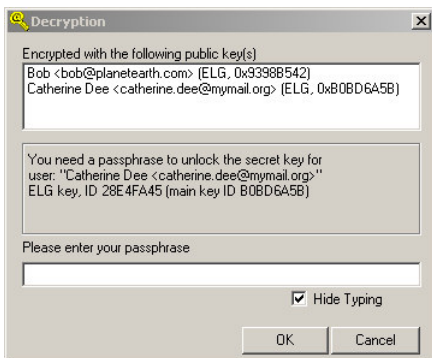 Decryption
Encrypted with the following public key(s)
Bob <bob@planetearth.com> (ELG, 0x9398B542)
Catherine Dee <catherine.dee@mymail.org> (ELG, 0xB0BD6A5B)
You need a passphrase to unlock the secret key for
user: "Catherine Dee <catherine.dee@mymail.org>"
ELG key, ID 28E4FA45 (main key ID B0BD6A5B)
Please enter your passphrase
Hide Typing
OK Cancel